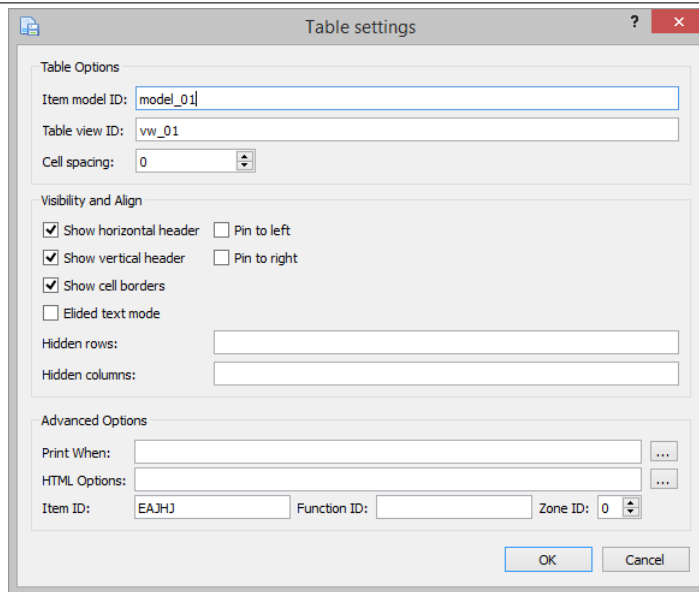 Table settings ?
Table Options
Item model ID: model_01
Table view ID: vw_01
Cell spacing: 0
Visibility and Align
Show horizontal header Pin to left
Show vertical header Pin to right
Show cell borders
Elided text mode
Hidden rows:
Hidden columns:
Advanced Options
Print When: ...
HTML Options: ...
Item ID: EAJHJ Function ID: Zone ID: 0
OK Cancel